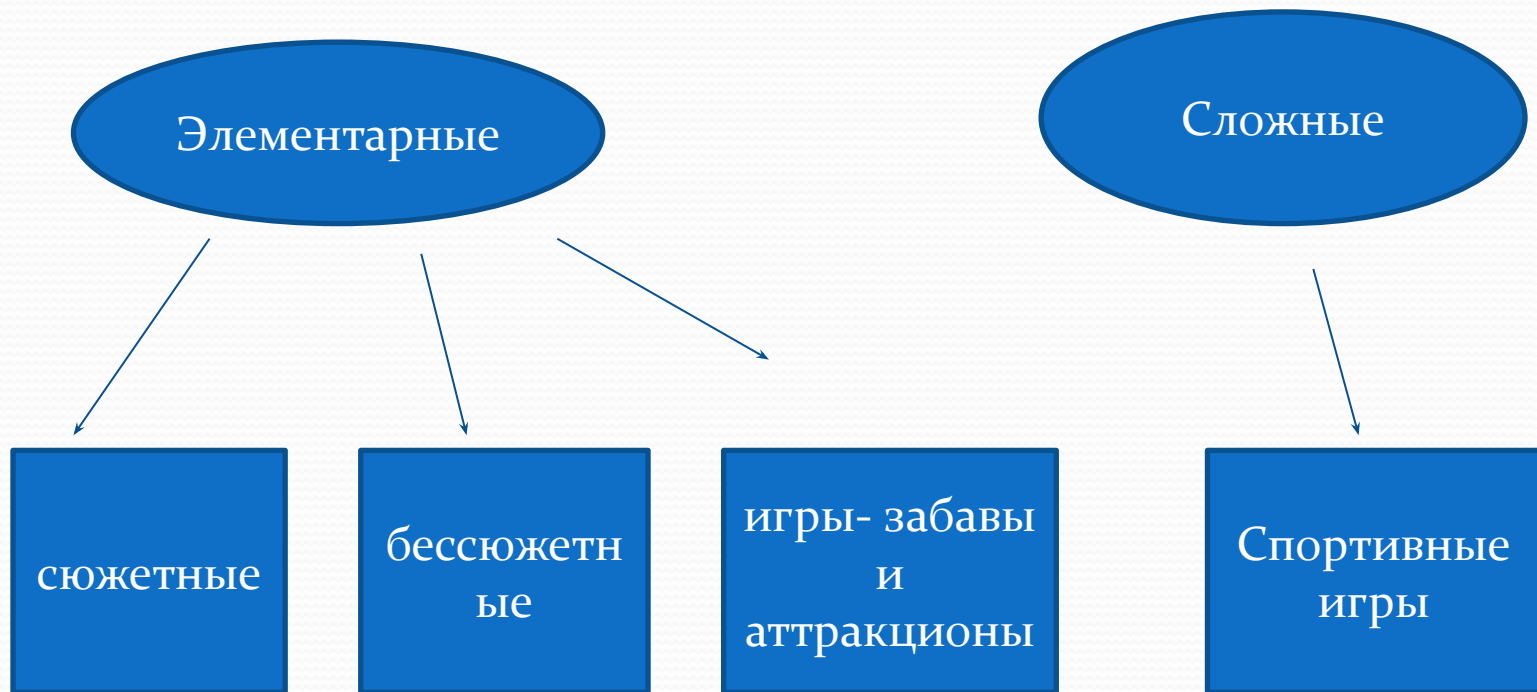 Элементарные
Сложные
сюжетные
бессюжетн
ые
игры- забавы
и
аттракционы
Спортивные
игры